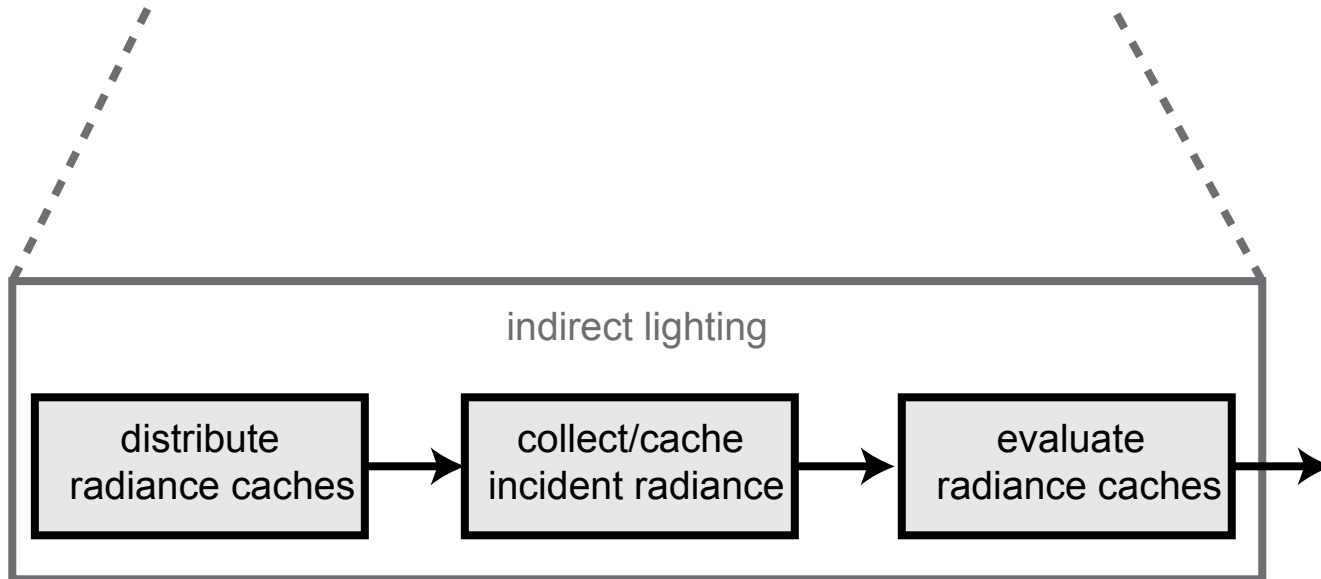 indirect lighting
distribute
radiance caches
collect/cache
incident radiance
evaluate
radiance caches